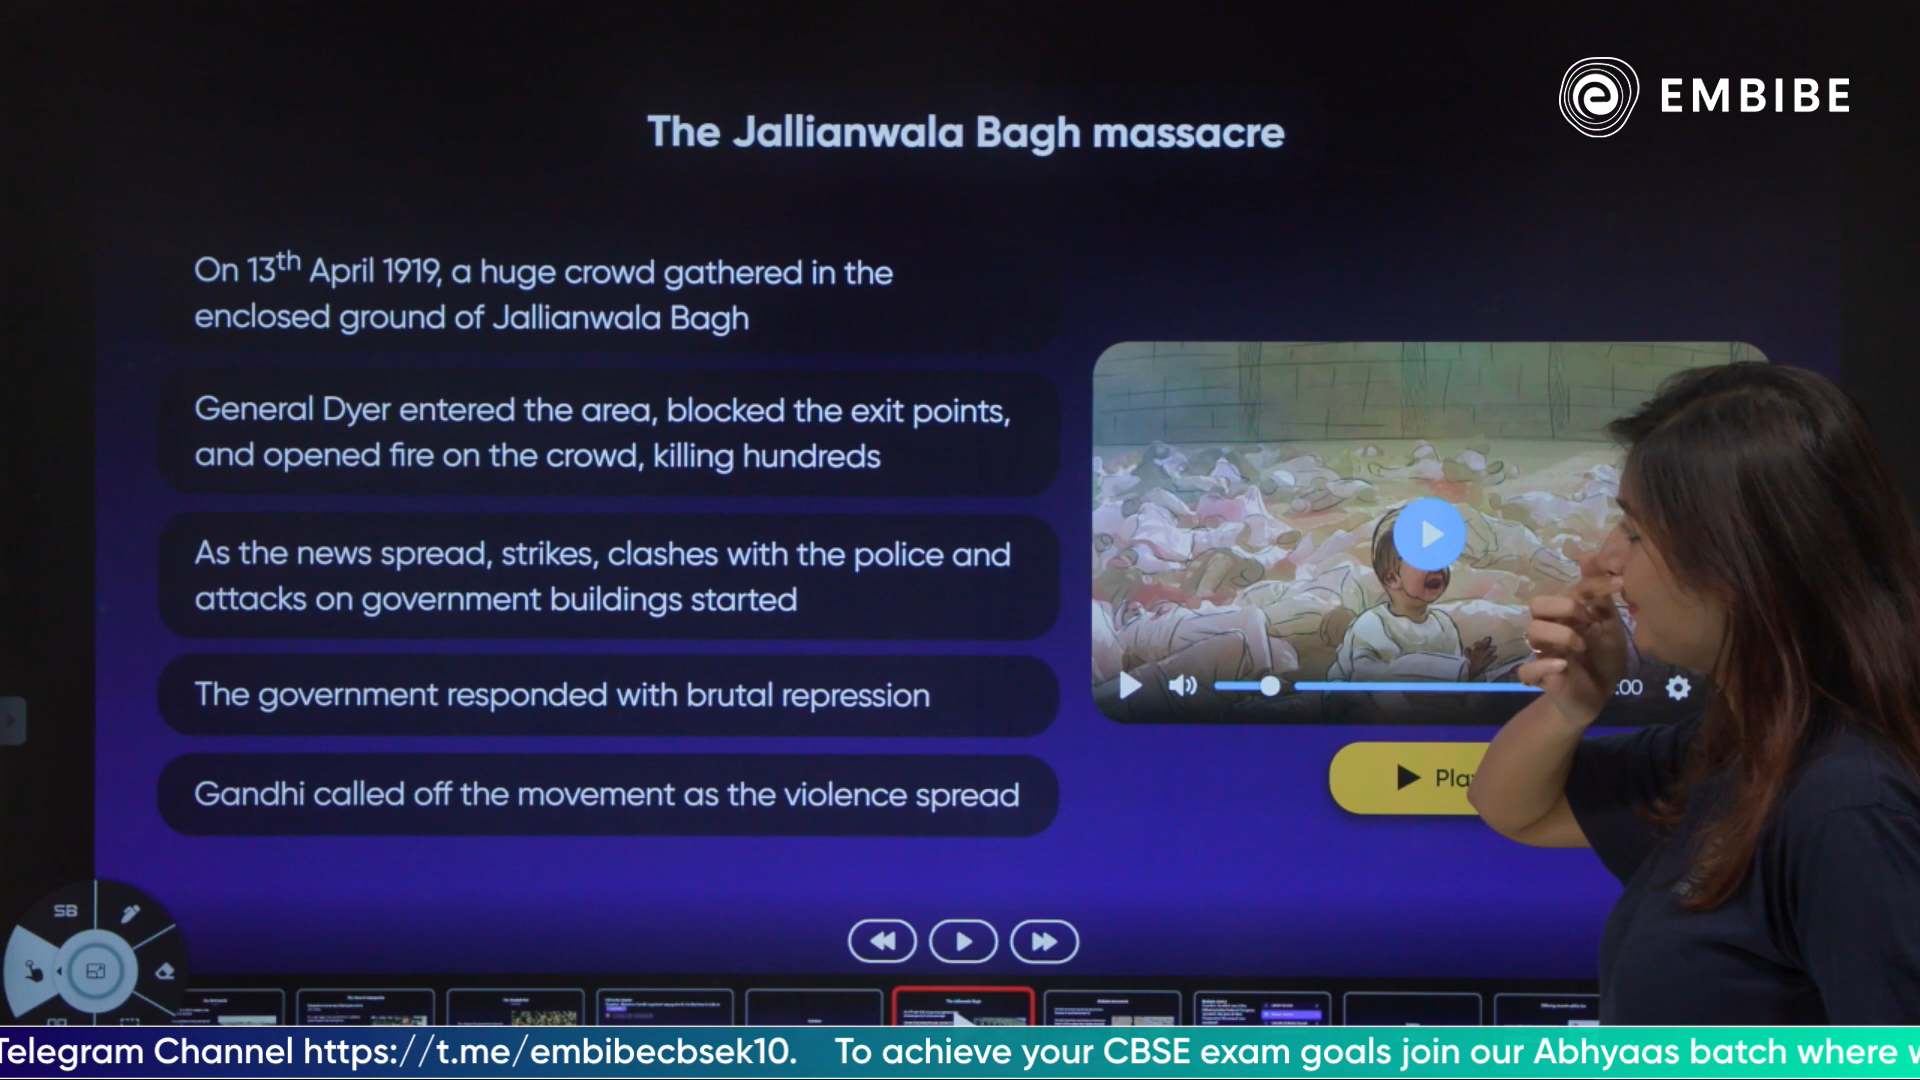 EMBIBE
The Jallianwala Bagh massacre
On 13th April 1919, a huge crowd gathered in the
enclosed ground of Jallianwala Bagh
General Dyer entered the area, blocked the exit points,
and opened fire on the crowd, killing hundreds
As the news spread, strikes, clashes with the police and
attacks on government buildings started
The government responded with brutal repression
Gandhi called off the movement as the violence spread
:00
Pla
SB
Telegram Channel https://t.me/embibecbsek10. To achieve your CBSE exam goals join our Abhyaas batch where w